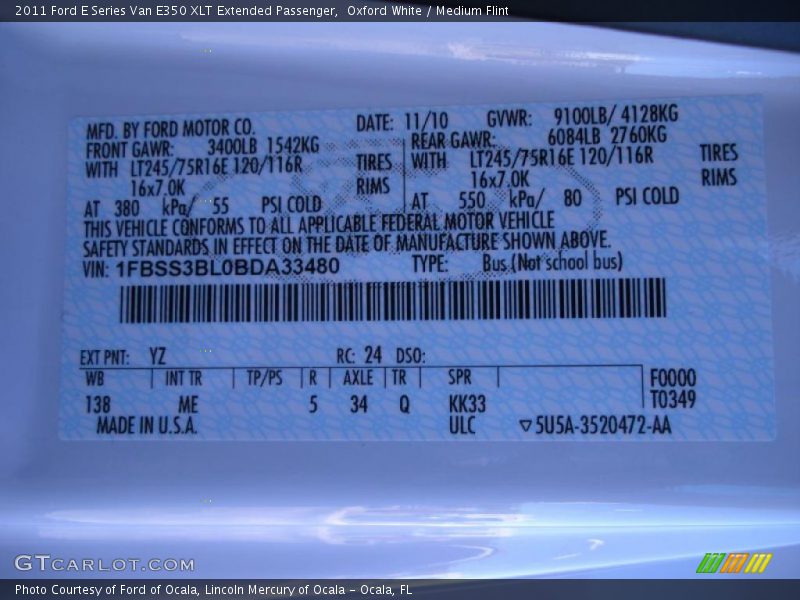 2011 Ford E Series Van E350 XLT Extended Passenger,  Oxford White / Medium Flint
MFD. BY FORD MOTOR CO. DATE: 11/10 GVWR: 9100LB/ 4128KG
FRONT GAWR: 3400LB 1542KG REAR GAWR: 6084LB 2760KG
WITH LT245/75R16E 120/116R TIRES WITH LT245/75R16E 120/116R TIRES
16x7.0K RIMS 16x7.0K RIMS
AT 380 kPa/ 55 PSI COLD AT 550 kPa/ 80 PSI COLD
THIS VEHICLE CONFORMS TO ALL APPLICABLE FEDERAL MOTOR VEHICLE
SAFETY STANDARDS IN EFFECT ON THE DATE OF MANUFACTURE SHOWN ABOVE.
VIN: 1FBSS3BL0BDA33480 TYPE: Bus (Not school bus)
EXT PNT: YZ RC: 24 DSO:
WB INT TR TP/PS R AXLE TR SPR F0000
138 ME 5 34 Q KK33 T0349
MADE IN U.S.A. ULC ▽5U5A-3520472-AA
GTCARLOT.COM
Photo Courtesy of Ford of Ocala, Lincoln Mercury of Ocala - Ocala, FL